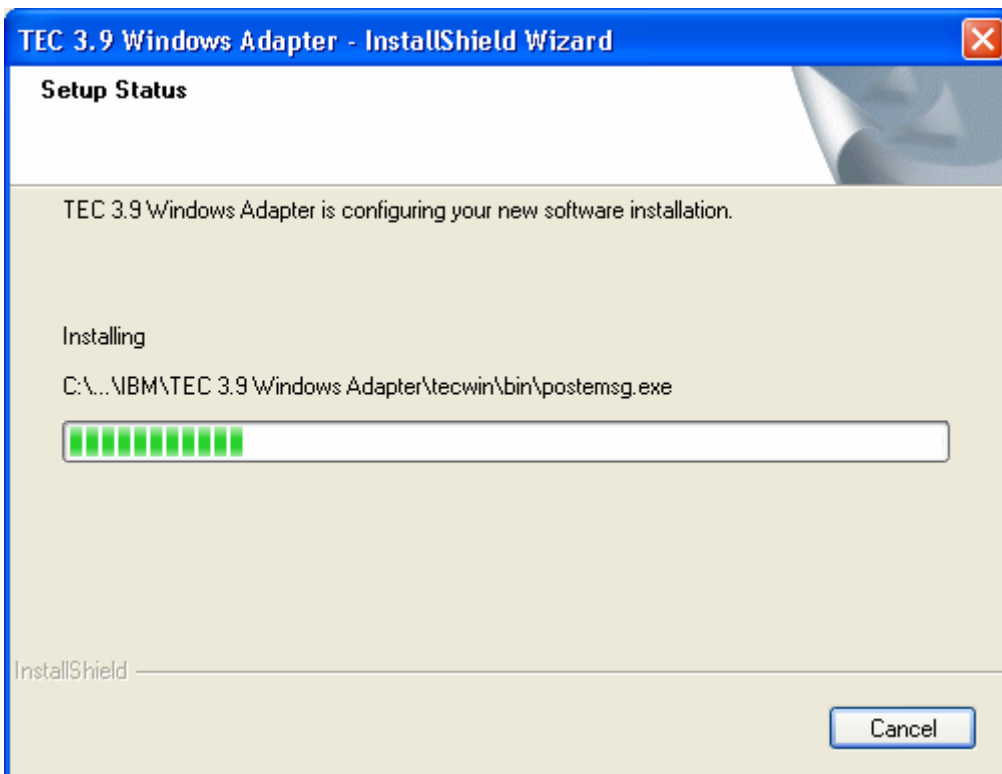 TEC 3.9 Windows Adapter - InstallShield Wizard
Setup Status
TEC 3.9 Windows Adapter is configuring your new software installation.
Installing
C:\...\IBM\TEC 3.9 Windows Adapter\tecwin\bin\postemsg.exe
InstallShield
Cancel